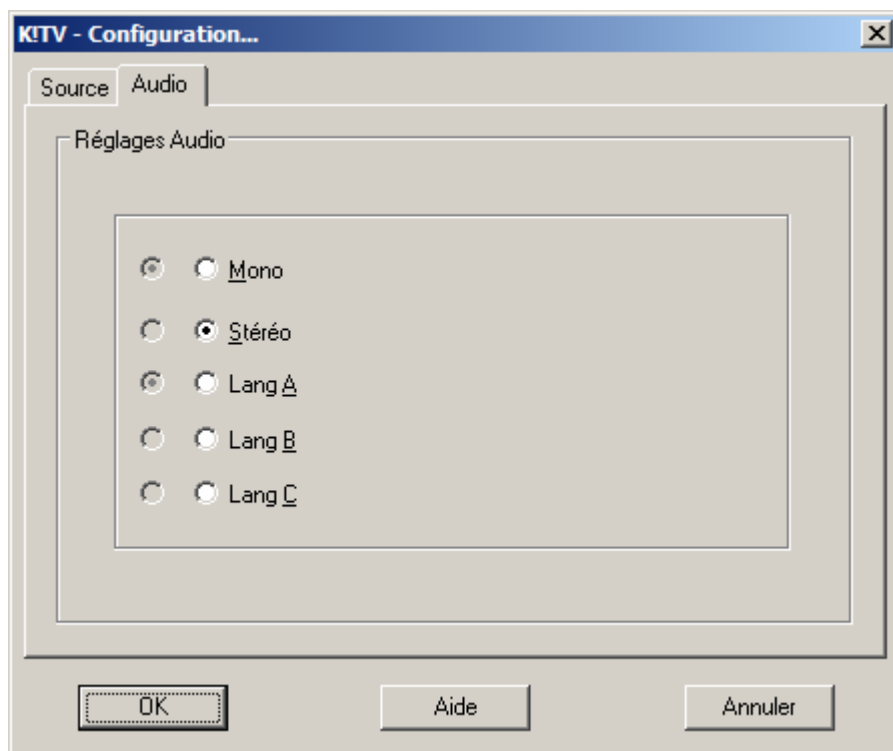 K!TV - Configuration...
Source Audio
Réglages Audio
Mono
Stéréo
Lang A
Lang B
Lang C
OK Aide Annuler